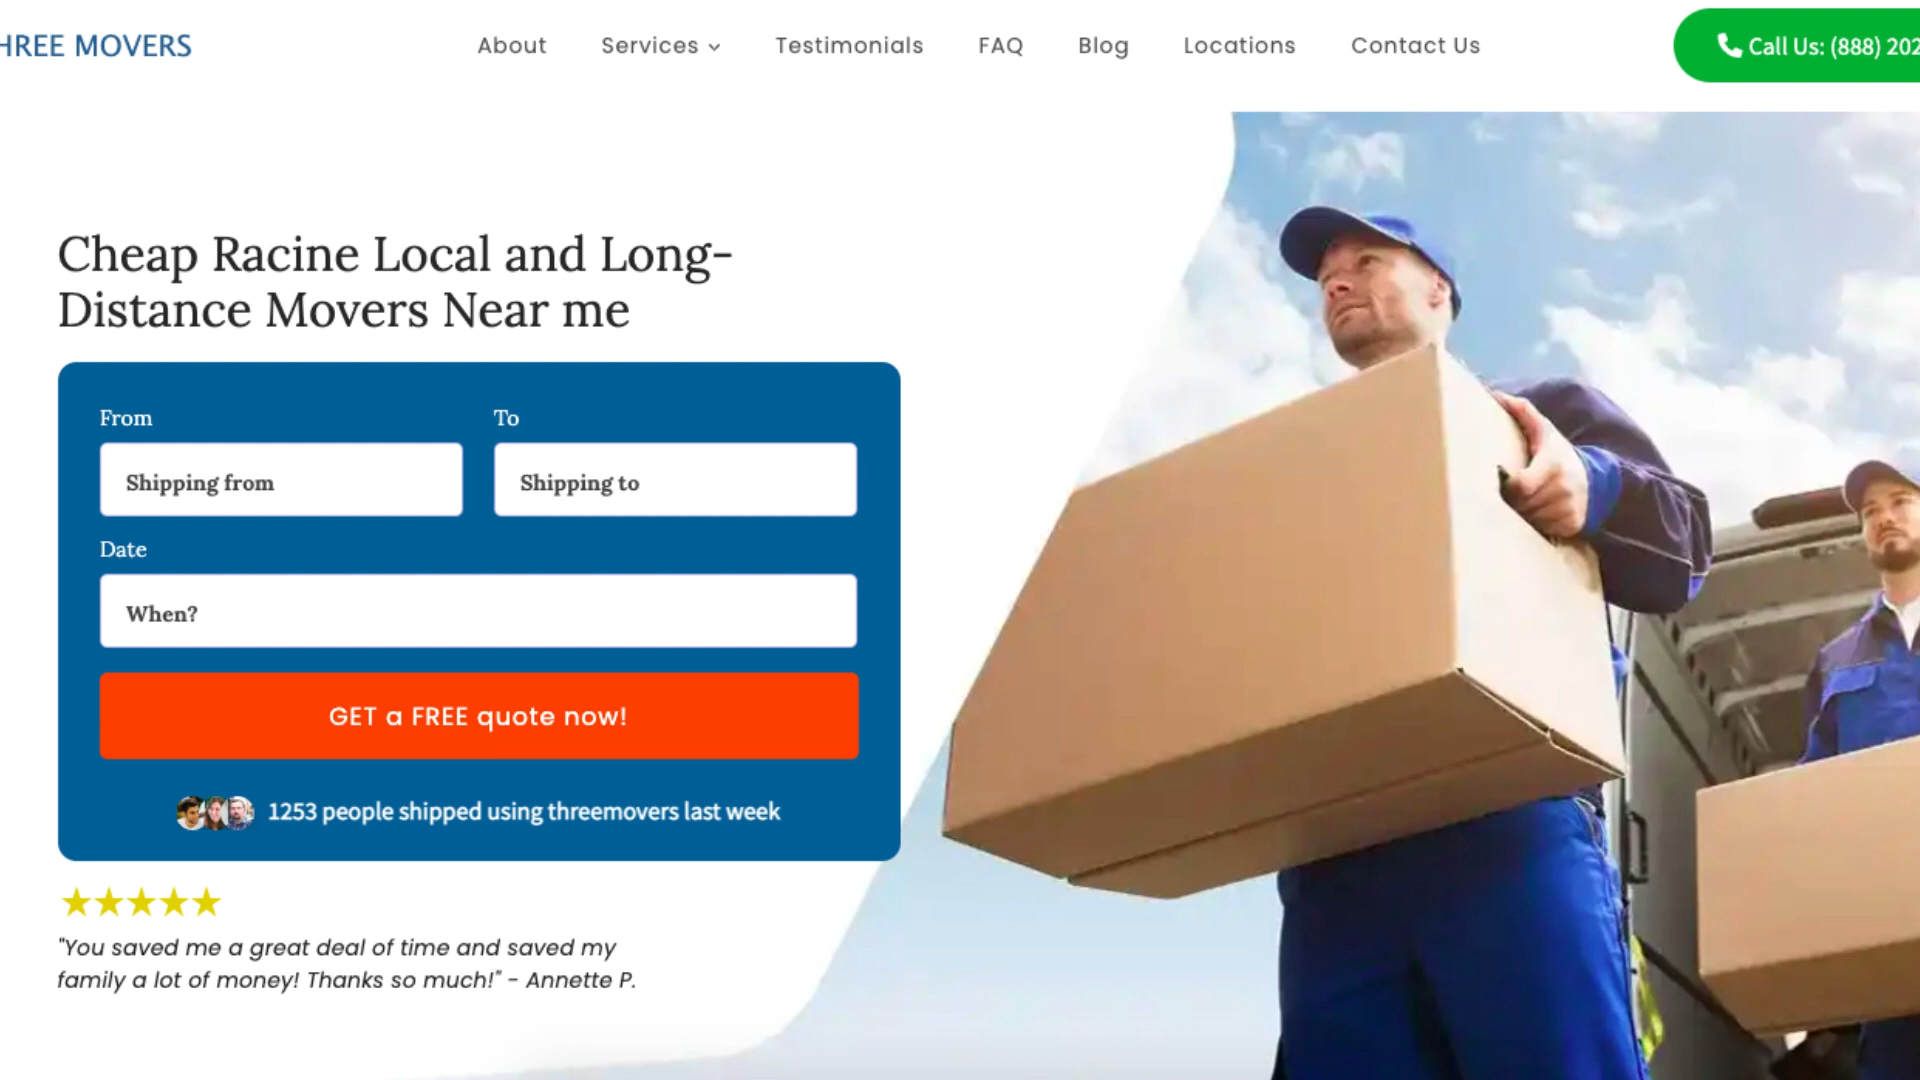 HREE MOVERS
About
Services
Testimonials
FAQ
Blog
Locations
Contact Us
Call Us: (888) 202
Cheap Racine Local and Long-
Distance Movers Near me
From
To
Shipping from
Shipping to
Date
When?
GET a FREE quote now!
1253 people shipped using threemovers last week
"You saved me a great deal of time and saved my
family a lot of money! Thanks so much!" - Annette P.